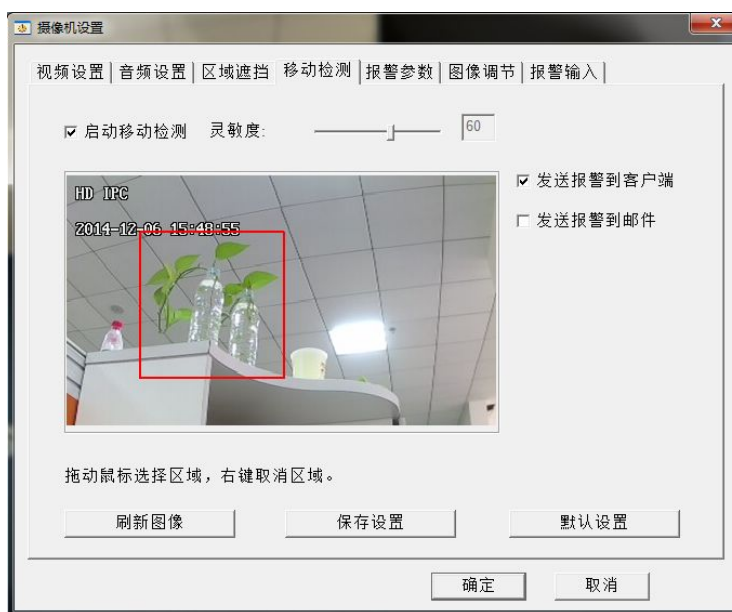 摄像机设置
视频设置 音频设置 区域遮挡 移动检测 报警参数 图像调节 报警输入
启动移动检测 灵敏度: 60
HD IPC
2014-12-06 15:48:55
发送报警到客户端
发送报警到邮件
拖动鼠标选择区域，右键取消区域。
刷新图像 保存设置 默认设置
确定 取消